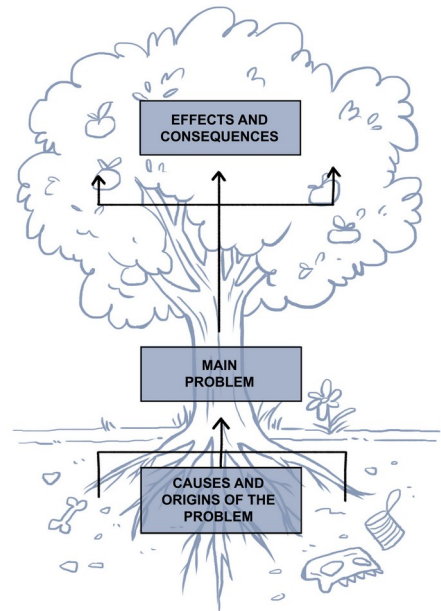 EFFECTS AND
CONSEQUENCES
MAIN
PROBLEM
CAUSES AND
ORIGINS OF THE
PROBLEM